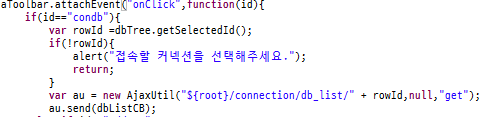 aToolbar.attachEvent("onClick",function(id){
    if(id=="condb"){
        var rowId =dbTree.getSelectedId();
        if(!rowId){
            alert("접속할 커넥션을 선택해주세요.");
            return;
        }
        var au = new AjaxUtil("${root}/connection/db_list/" + rowId,null,"get");
        au.send(dbListCB);